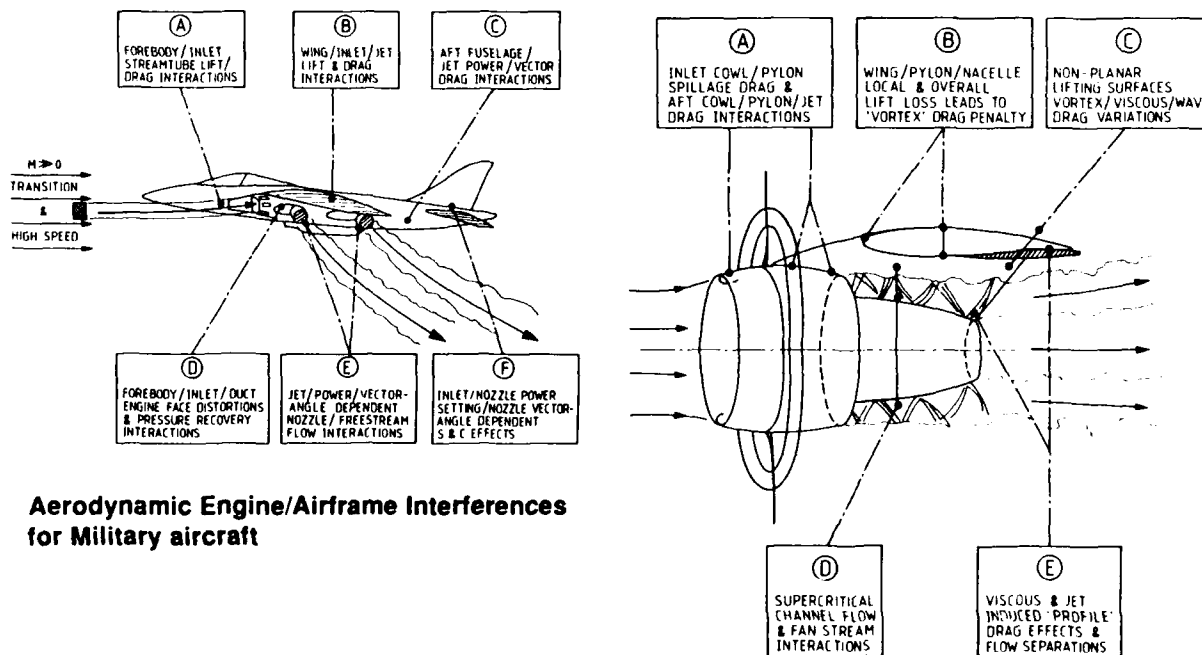 A
FOREBODY/INLET
STREAMTUBE LIFT/
DRAG INTERACTIONS
B
WING/INLET/JET
LIFT & DRAG
INTERACTIONS
C
AFT FUSELAGE/
JET POWER/VECTOR
DRAG INTERACTIONS
M≫0
TRANSITION
&
HIGH SPEED
D
FOREBODY/INLET/DUCT
ENGINE FACE DISTORTIONS
& PRESSURE RECOVERY
INTERACTIONS
E
JET/POWER/VECTOR-
ANGLE DEPENDENT
NOZZLE/FREESTREAM
FLOW INTERACTIONS
F
INLET/NOZZLE POWER
SETTING/NOZZLE VECTOR-
ANGLE DEPENDENT
S & C EFFECTS
Aerodynamic Engine/Airframe Interferences
for Military aircraft
A
INLET COWL/PYLON
SPILLAGE DRAG &
AFT COWL/PYLON/JET
DRAG INTERACTIONS
B
WING/PYLON/NACELLE
LOCAL & OVERALL
LIFT LOSS LEADS TO
'VORTEX' DRAG PENALTY
C
NON-PLANAR
LIFTING SURFACES
VORTEX/VISCOUS/WAV
DRAG VARIATIONS
D
SUPERCRITICAL
CHANNEL FLOW
& FAN STREAM
INTERACTIONS
E
VISCOUS & JET
INDUCED 'PROFILE'
DRAG EFFECTS &
FLOW SEPARATIONS